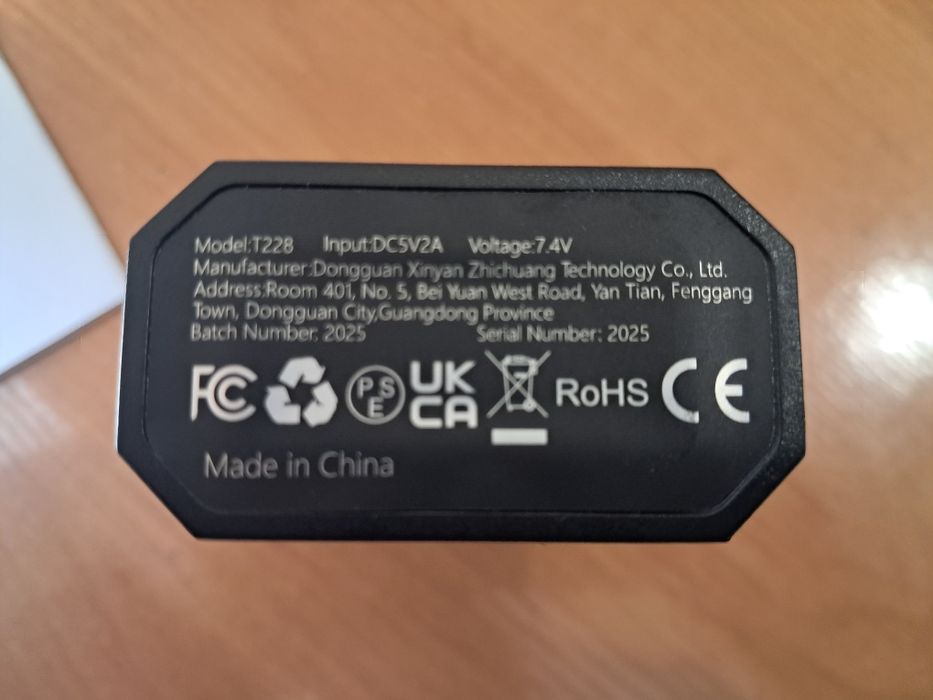 Model:T228 Input:DC5V2A Voltage:7.4V
Manufacturer:Dongguan Xinyan Zhichuang Technology Co., Ltd.
Address:Room 401, No. 5, Bei Yuan West Road, Yan Tian, Fenggang
Town, Dongguan City,Guangdong Province
Batch Number: 2025 Serial Number: 2025
FC PSE UKCA RoHS CE
Made in China